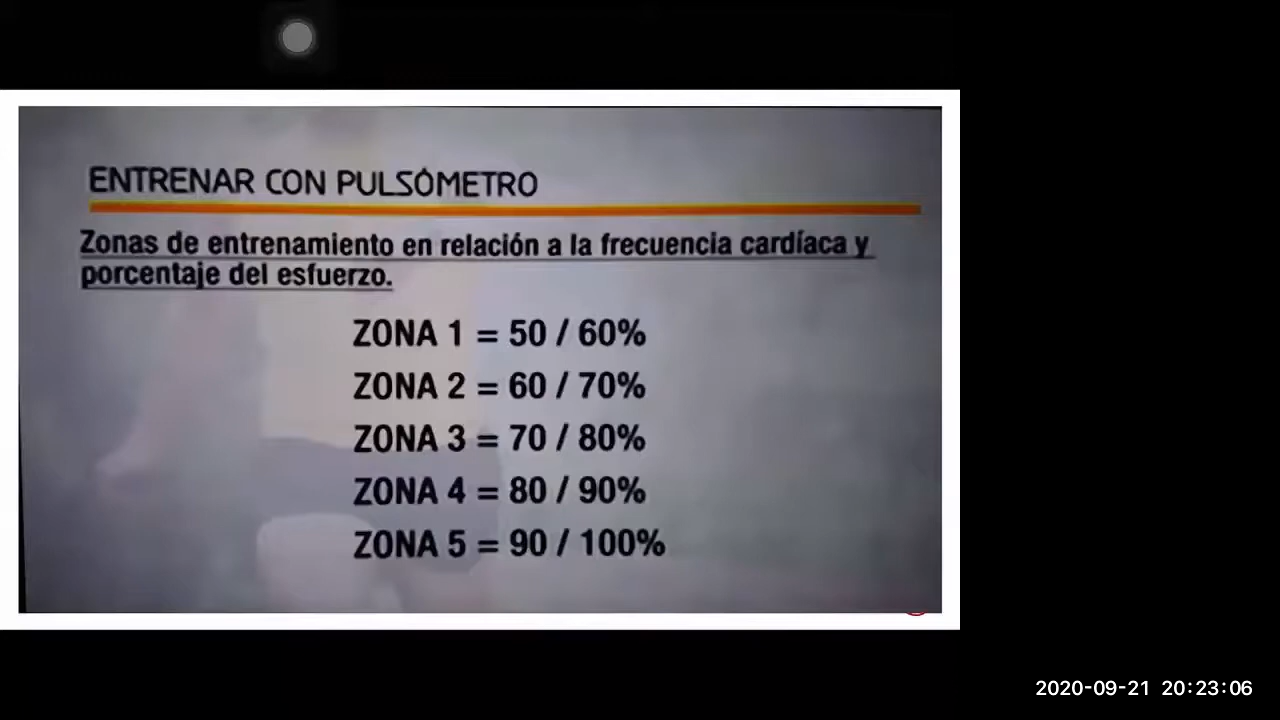 ENTRENAR CON PULSÓMETRO
Zonas de entrenamiento en relación a la frecuencia cardíaca y
porcentaje del esfuerzo.
ZONA 1 = 50 / 60%
ZONA 2 = 60 / 70%
ZONA 3 = 70 / 80%
ZONA 4 = 80 / 90%
ZONA 5 = 90 / 100%
2020-09-21 20:23:06